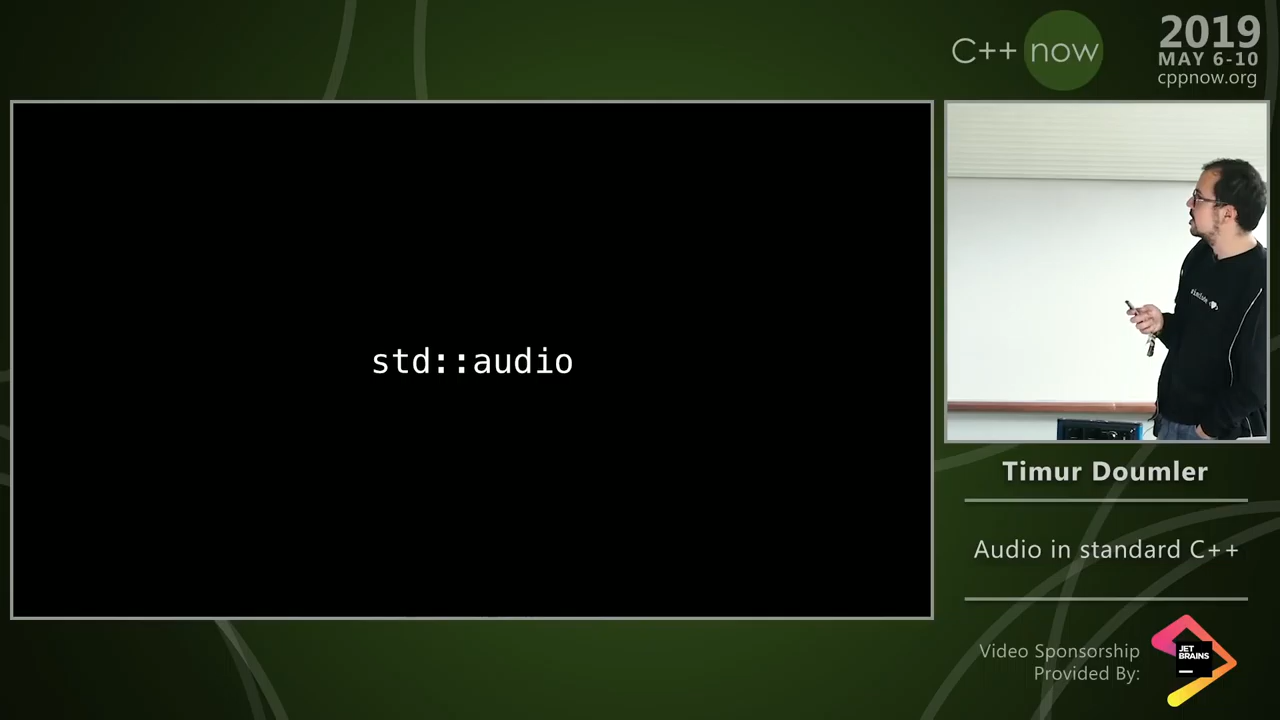 C++ now
2019
MAY 6-10
cppnow.org
std::audio
Timur Doumler
Audio in standard C++
Video Sponsorship
Provided By:
JET
BRAINS